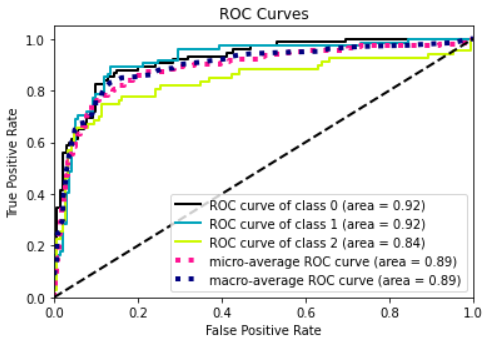 ROC Curves
True Positive Rate
1.0
0.8
0.6
0.4
0.2
0.0
ROC curve of class 0 (area = 0.92)
ROC curve of class 1 (area = 0.92)
ROC curve of class 2 (area = 0.84)
micro-average ROC curve (area = 0.89)
macro-average ROC curve (area = 0.89)
0.0 0.2 0.4 0.6 0.8 1.0
False Positive Rate